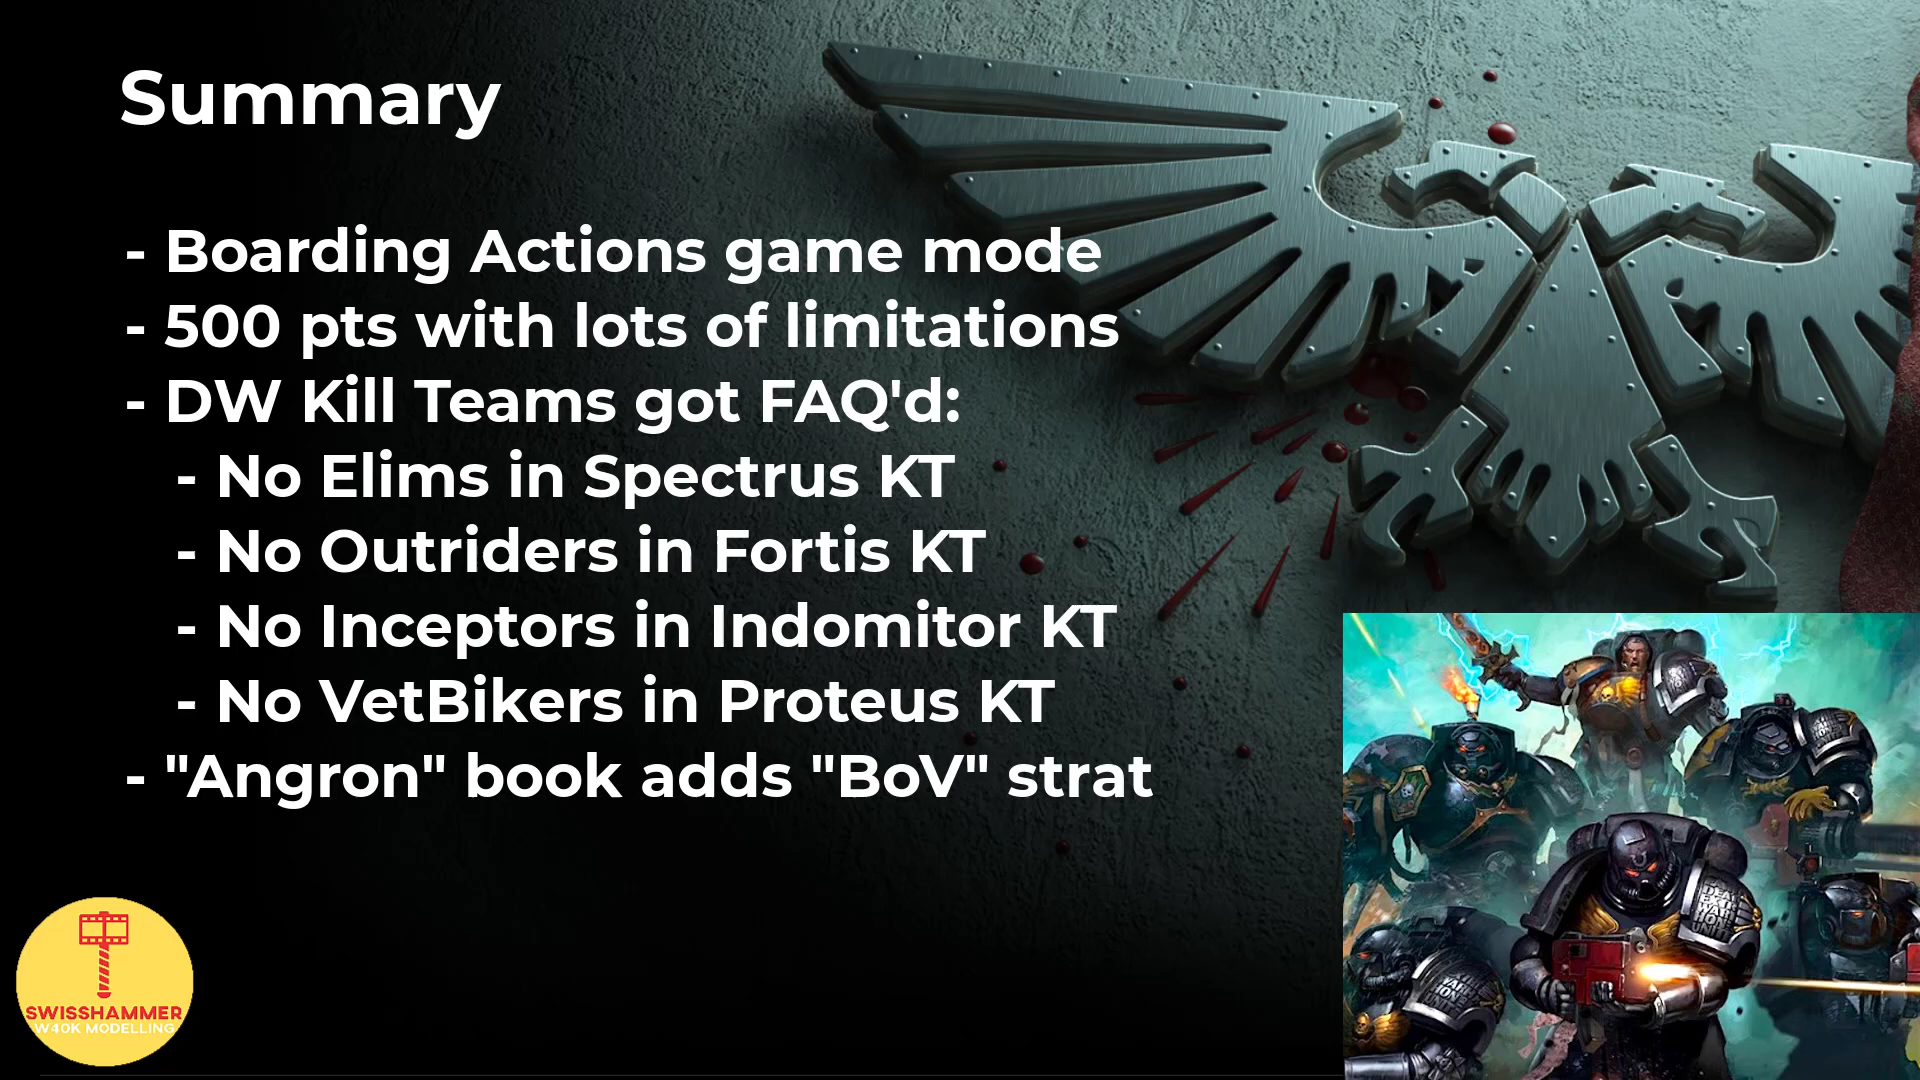 Summary
- Boarding Actions game mode
- 500 pts with lots of limitations
- DW Kill Teams got FAQ'd:
- No Elims in Spectrus KT
- No Outriders in Fortis KT
- No Inceptors in Indomitor KT
- No VetBikers in Proteus KT
- "Angron" book adds "BoV" strat
SWISSHAMMER
W40K MODELLING